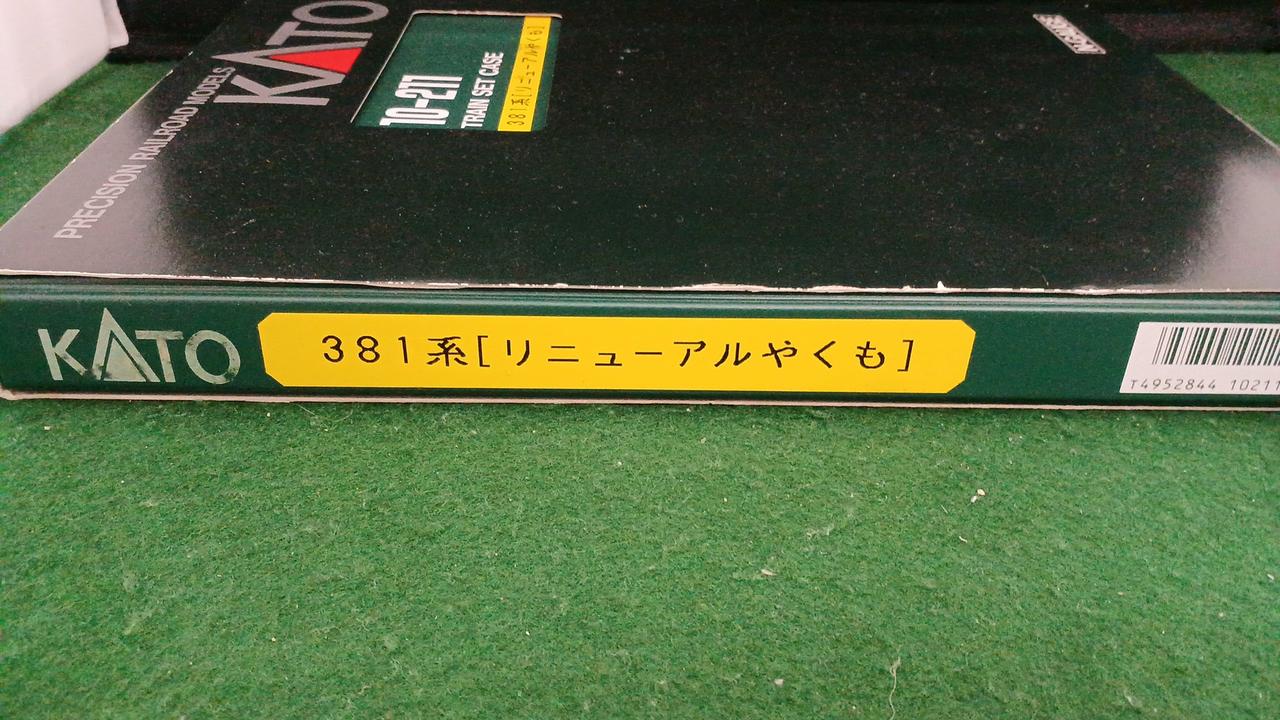 PRECISION RAILROAD MODELS
KATO
10-211
TRAIN SET CASE
381系[リニューアルやくも]
KATO
381系[リニューアルやくも]
T4952844 10211